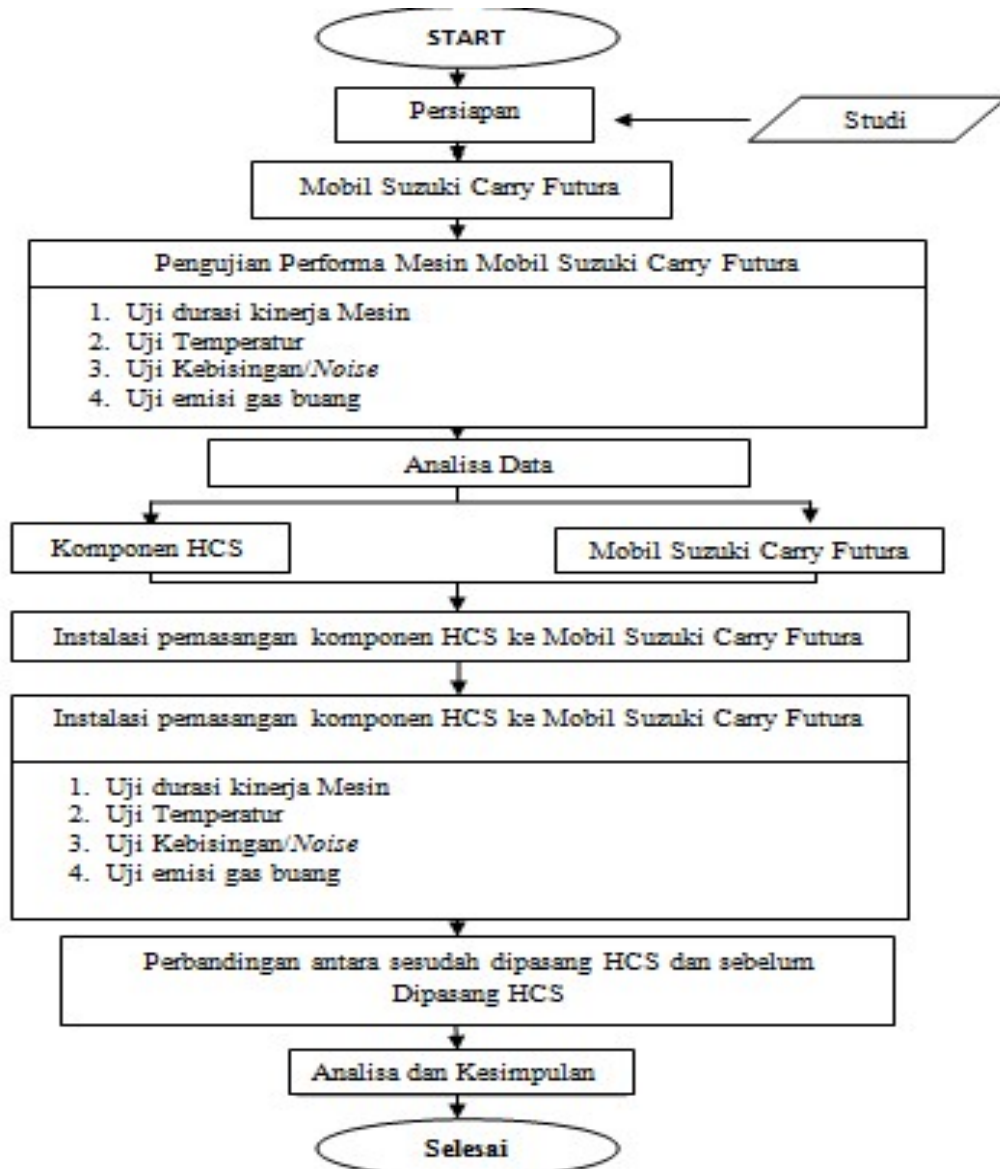 START
Persiapan
Studi
Mobil Suzuki Carry Futura
Pengujian Performa Mesin Mobil Suzuki Carry Futura
1. Uji durasi kinerja Mesin
2. Uji Temperatur
3. Uji Kebisingan/Noise
4. Uji emisi gas buang
Analisa Data
Komponen HCS
Mobil Suzuki Carry Futura
Instalasi pemasangan komponen HCS ke Mobil Suzuki Carry Futura
Instalasi pemasangan komponen HCS ke Mobil Suzuki Carry Futura
1. Uji durasi kinerja Mesin
2. Uji Temperatur
3. Uji Kebisingan/Noise
4. Uji emisi gas buang
Perbandingan antara sesudah dipasang HCS dan sebelum
Dipasang HCS
Analisa dan Kesimpulan
Selesai